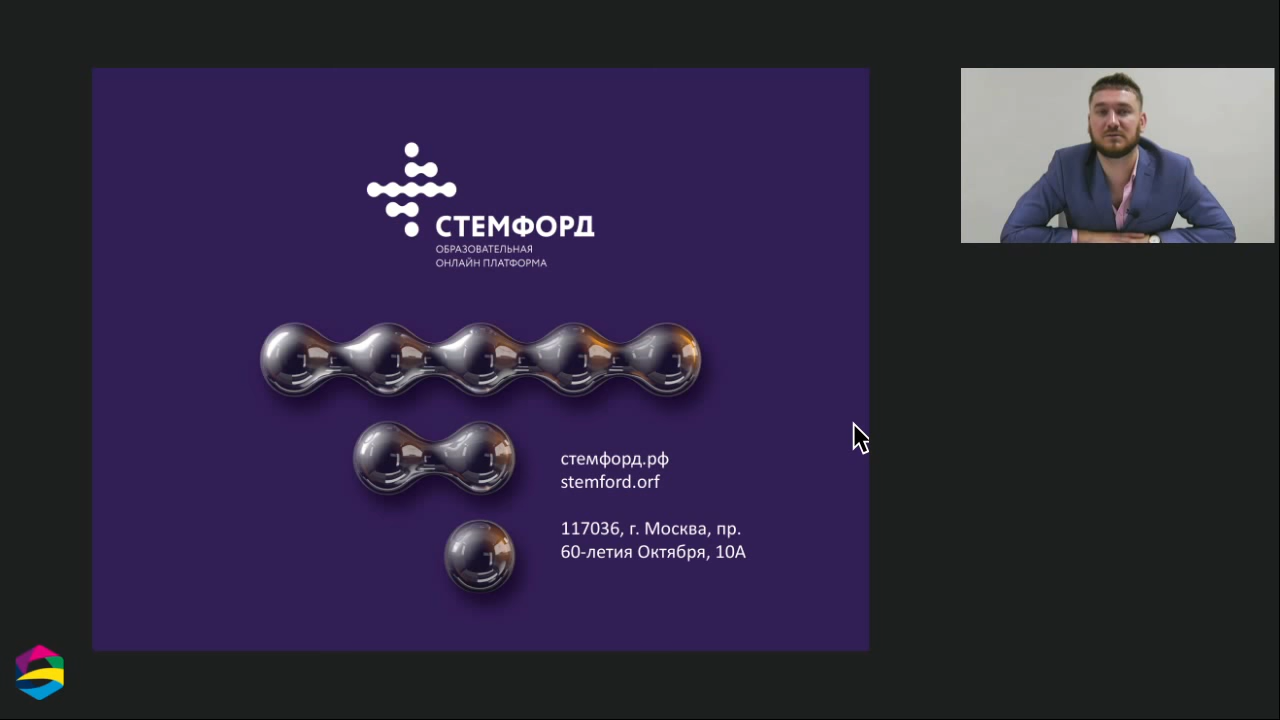 СТЕМФОРД
ОБРАЗОВАТЕЛЬНАЯ
ОНЛАЙН ПЛАТФОРМА
стемфорд.рф
stemford.orf
117036, г. Москва, пр.
60-летия Октября, 10А